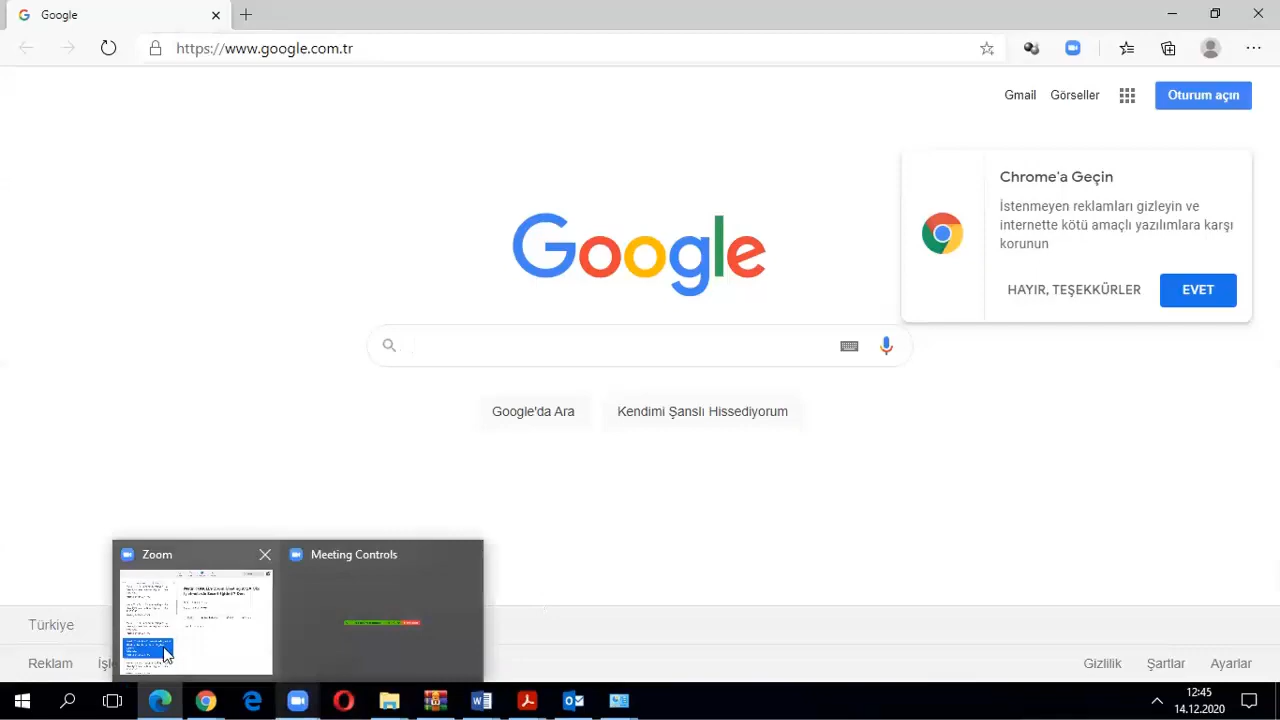 Google
https://www.google.com.tr
Gmail Görseller Oturum açın
Chrome'a Geçin
İstenmeyen reklamları gizleyin ve
internette kötü amaçlı yazılımlara karşı
korunun
HAYIR, TEŞEKKÜRLER EVET
Google
Google'da Ara Kendimi Şanslı Hissediyorum
Zoom Meeting Controls
Türkiye
Reklam Gizlilik Şartlar Ayarlar
12:45
14.12.2020